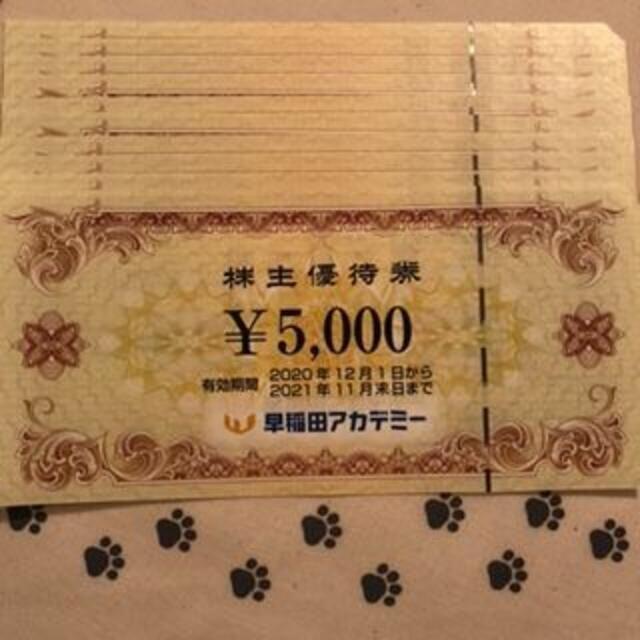 株主優待券
￥5,000
有効期間 2020年12月1日から
2021年11月末日まで
早稲田アカデミー